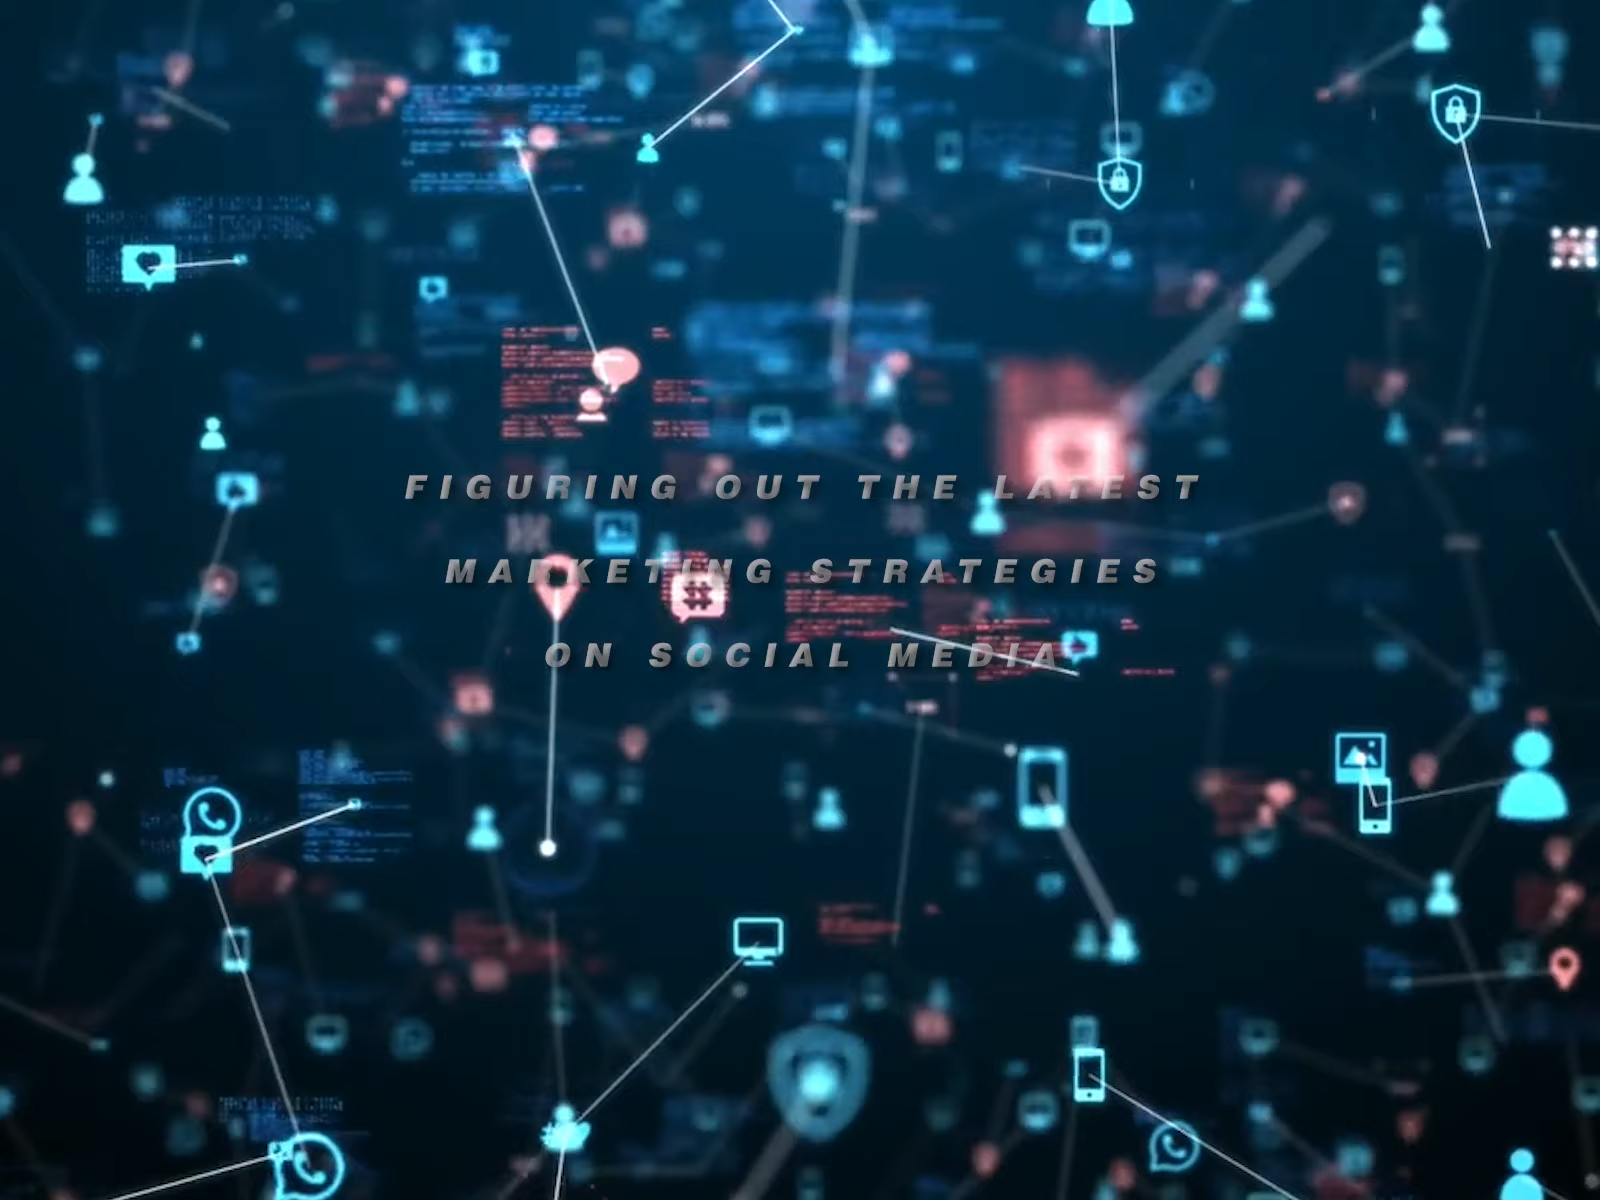 FIGURING OUT THE LATEST
MARKETING STRATEGIES
ON SOCIAL MEDIA